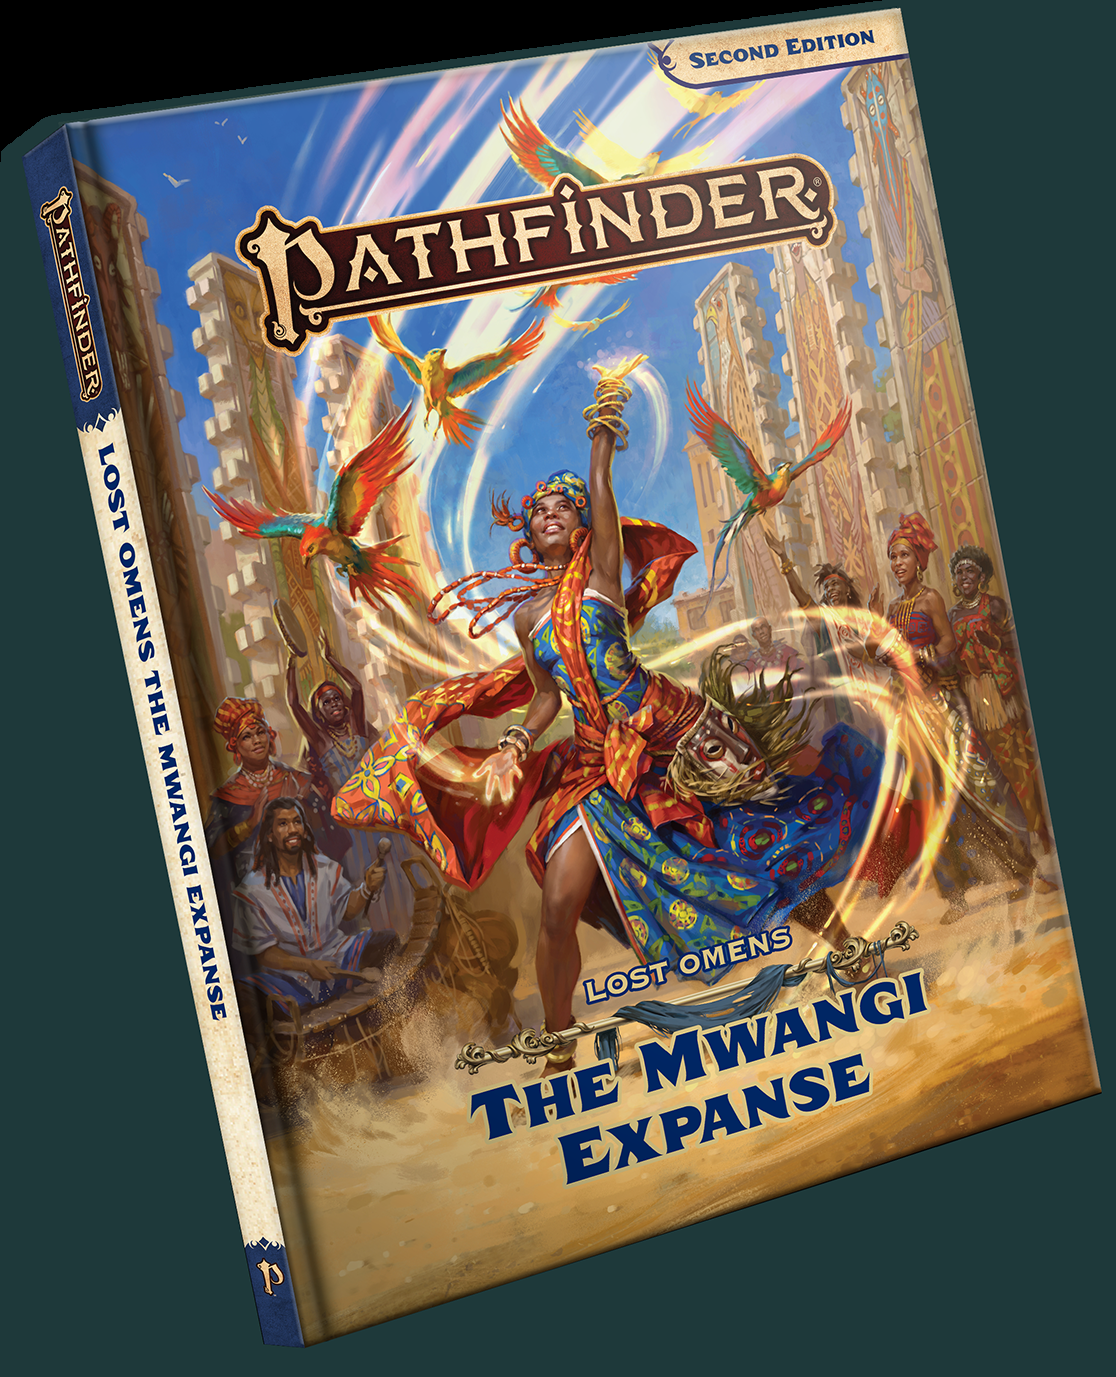 SECOND EDITION
PATHFINDER®
LOST OMENS
THE MWANGI
EXPANSE
PATHFINDER
LOST OMENS THE MWANGI EXPANSE
P